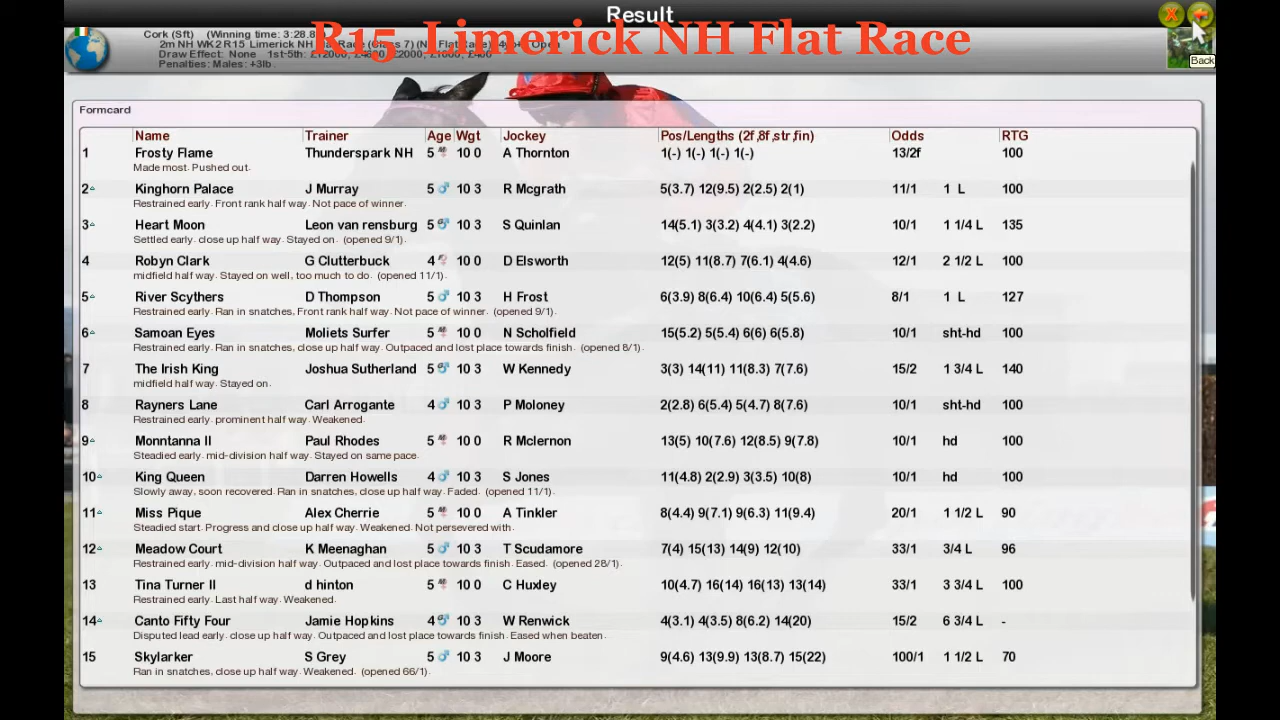 Result
R15 Limerick NH Flat Race
Cork (Sft) (Winning time: 3:28.8
2m NH WK2 R15 Limerick NH Flat Race (Class 7) (NH Flat Race) 4yo+ Open
Draw Effect: None 1st-5th: £12000, £4000, £2000, £1000, £400
Penalties: Males: +3lb
Back
Formcard
Name Trainer Age Wgt Jockey Pos/Lengths (2f,8f,str,fin) Odds RTG
1 Frosty Flame Thunderspark NH 5 10 0 A Thornton 1(-) 1(-) 1(-) 1(-) 13/2f 100
Made most. Pushed out.
2 Kinghorn Palace J Murray 5 10 3 R Mcgrath 5(3.7) 12(9.5) 2(2.5) 2(1) 11/1 1 L 100
Restrained early. Front rank half way. Not pace of winner.
3 Heart Moon Leon van rensburg 5 10 3 S Quinlan 14(5.1) 3(3.2) 4(4.1) 3(2.2) 10/1 1 1/4 L 135
Settled early. close up half way. Stayed on. (opened 9/1).
4 Robyn Clark G Clutterbuck 4 10 0 D Elsworth 12(5) 11(8.7) 7(6.1) 4(4.6) 12/1 2 1/2 L 100
midfield half way. Stayed on well, too much to do. (opened 11/1).
5 River Scythers D Thompson 5 10 3 H Frost 6(3.9) 8(6.4) 10(6.4) 5(5.6) 8/1 1 L 127
Restrained early. Ran in snatches, Front rank half way. Not pace of winner. (opened 9/1).
6 Samoan Eyes Moliets Surfer 5 10 0 N Scholfield 15(5.2) 5(5.4) 6(6) 6(5.8) 10/1 sht-hd 100
Restrained early. Ran in snatches, close up half way. Outpaced and lost place towards finish. (opened 8/1).
7 The Irish King Joshua Sutherland 5 10 3 W Kennedy 3(3) 14(11) 11(8.3) 7(7.6) 15/2 1 3/4 L 140
midfield half way. Stayed on.
8 Rayners Lane Carl Arrogante 4 10 3 P Moloney 2(2.8) 6(5.4) 5(4.7) 8(7.6) 10/1 sht-hd 100
Restrained early. prominent half way. Weakened.
9 Monntanna II Paul Rhodes 5 10 0 R Mclernon 13(5) 10(7.6) 12(8.5) 9(7.8) 10/1 hd 100
Steadied early. mid-division half way. Stayed on same pace.
10 King Queen Darren Howells 4 10 3 S Jones 11(4.8) 2(2.9) 3(3.5) 10(8) 10/1 hd 100
Slowly away, soon recovered. Ran in snatches, close up half way. Faded. (opened 11/1).
11 Miss Pique Alex Cherrie 5 10 0 A Tinkler 8(4.4) 9(7.1) 9(6.3) 11(9.4) 20/1 1 1/2 L 90
Steadied start. Progress and close up half way. Weakened. Not persevered with.
12 Meadow Court K Meenaghan 5 10 3 T Scudamore 7(4) 15(13) 14(9) 12(10) 33/1 3/4 L 96
Restrained early. mid-division half way. Outpaced and lost place towards finish. Eased. (opened 28/1).
13 Tina Turner II d hinton 5 10 0 C Huxley 10(4.7) 16(14) 16(13) 13(14) 33/1 3 3/4 L 100
Restrained early. Last half way. Weakened.
14 Canto Fifty Four Jamie Hopkins 4 10 3 W Renwick 4(3.1) 4(3.5) 8(6.2) 14(20) 15/2 6 3/4 L -
Disputed lead early. close up half way. Outpaced and lost place towards finish. Eased when beaten.
15 Skylarker S Grey 5 10 3 J Moore 9(4.6) 13(9.9) 13(8.7) 15(22) 100/1 1 1/2 L 70
Ran in snatches, close up half way. Weakened. (opened 66/1).